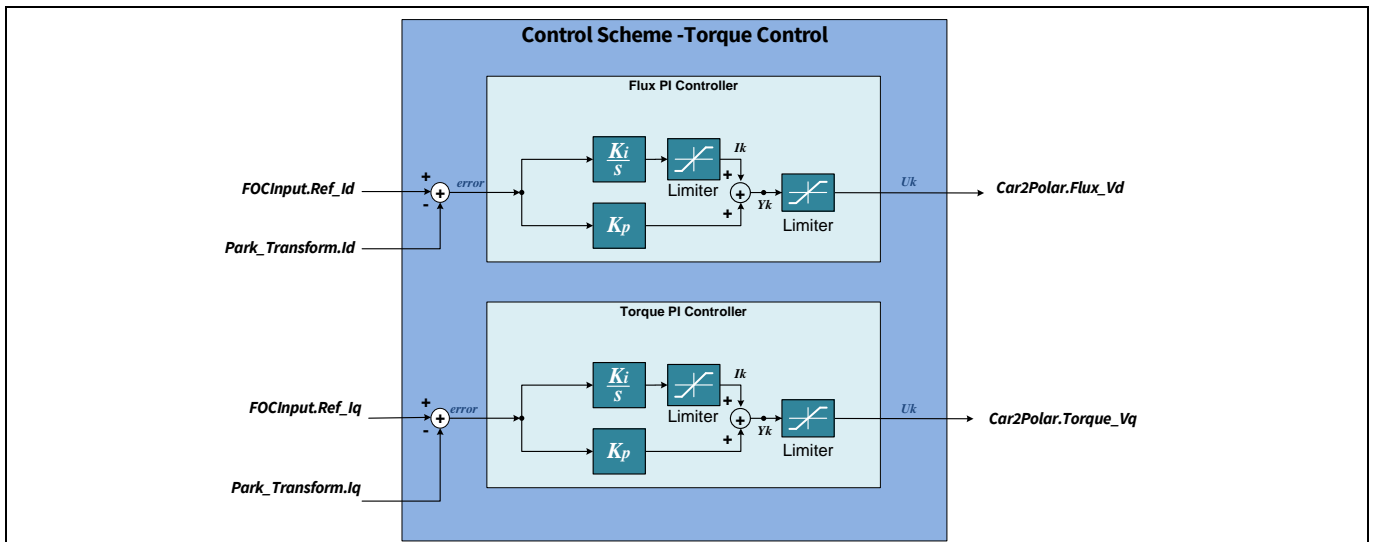 Control Scheme -Torque Control
Flux PI Controller
Ki
s
Limiter
Ik
+
+
Kp
Yk
Limiter
Uk
FOCInput.Ref_Id
+
-
+
error
Park_Transform.Id
Car2Polar.Flux_Vd
+
Torque PI Controller
Ki
s
Limiter
Ik
+
+
Kp
Yk
Limiter
Uk
FOCInput.Ref_Iq
+
-
+
error
Park_Transform.Iq
Car2Polar.Torque_Vq
+